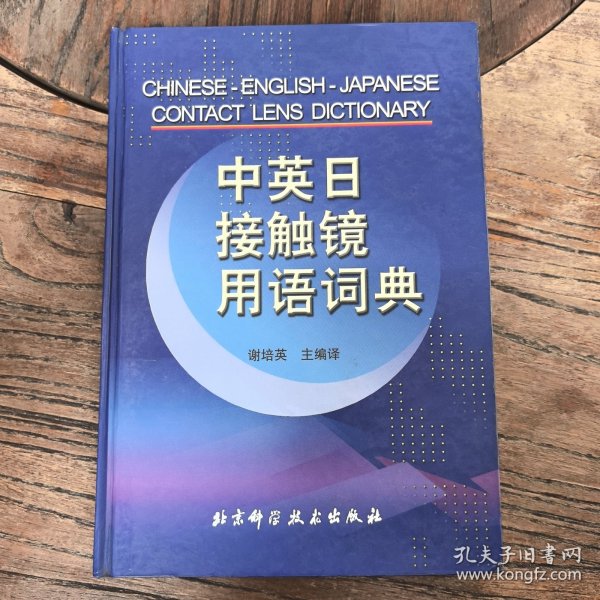 CHINESE - ENGLISH - JAPANESE
CONTACT LENS DICTIONARY
中英日
接触镜
用语词典
谢培英 主编译
北京科学技术出版社
孔夫子旧书网
www.kongfz.com